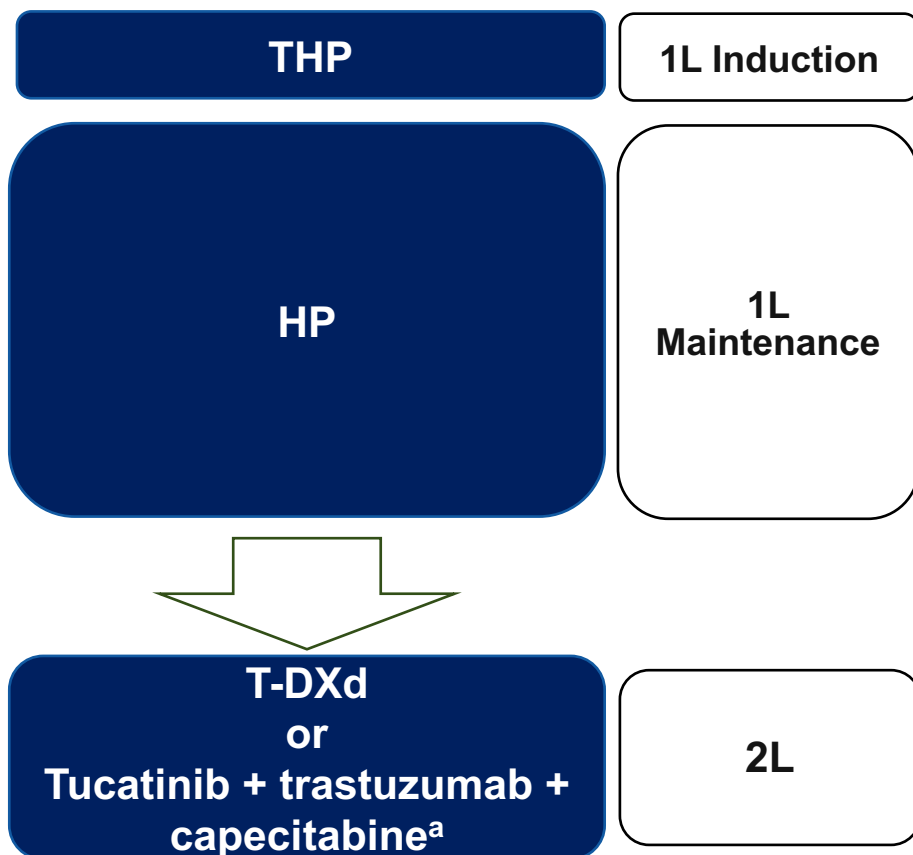 THP
1L Induction
HP
1L
Maintenance
T-DXd
or
Tucatinib + trastuzumab +
capecitabineᵃ
2L